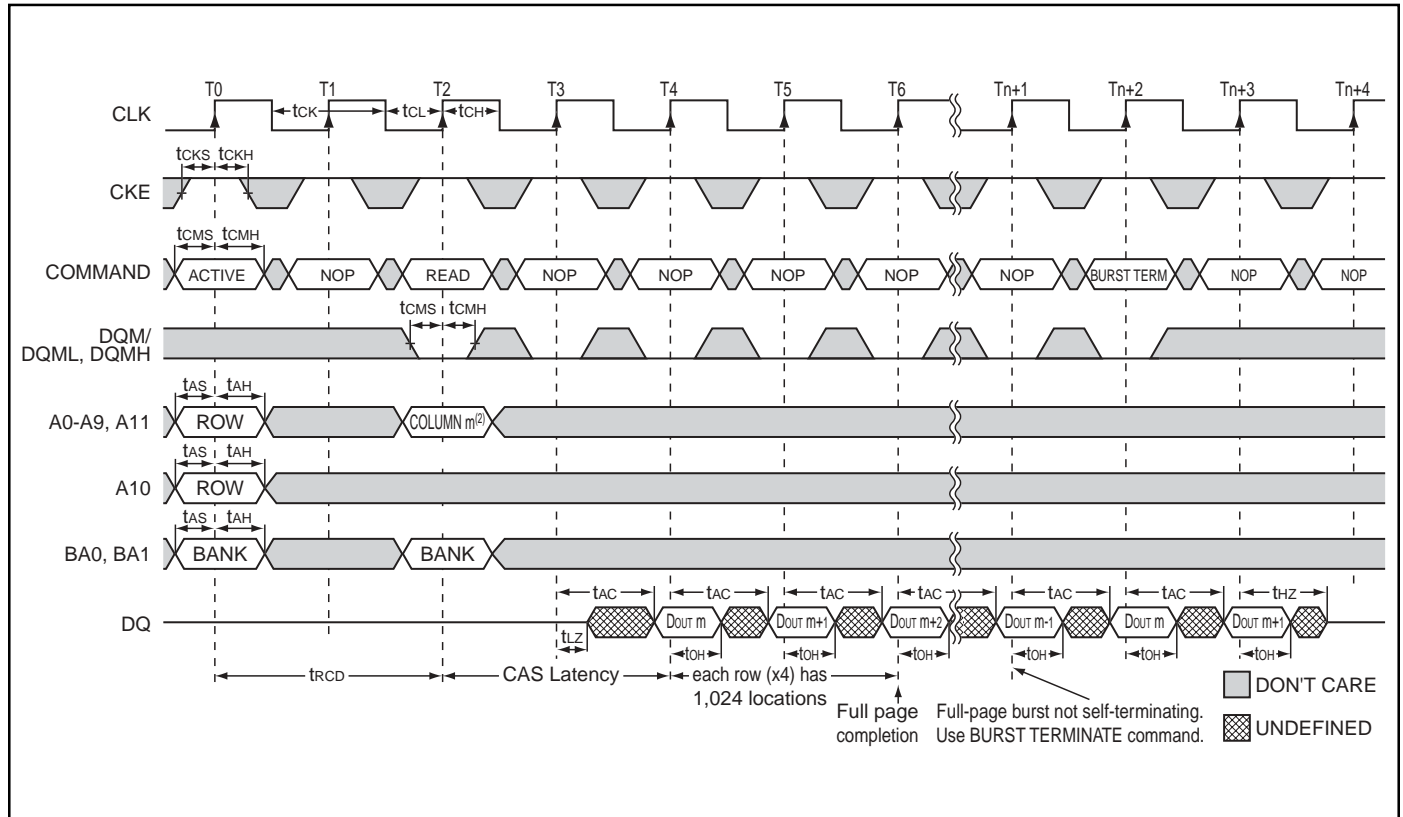 T0 T1 T2 T3 T4 T5 T6 Tn+1 Tn+2 Tn+3 Tn+4
CLK
tCK tCL tCH
tCKS tCKH
CKE
tCMS tCMH
COMMAND ACTIVE NOP READ NOP NOP NOP NOP NOP BURST TERM NOP NOP
tCMS tCMH
DQM/
DQML, DQMH
tAS tAH
A0-A9, A11 ROW COLUMN m(2)
tAS tAH
A10 ROW
tAS tAH
BA0, BA1 BANK BANK
tAC tAC tAC tAC tAC tAC tHZ
DQ DOUT m DOUT m+1 DOUT m+2 DOUT m-1 DOUT m DOUT m+1
tLZ tOH tOH tOH tOH tOH tOH
tRCD CAS Latency each row (x4) has
1,024 locations
Full page
completion
Full-page burst not self-terminating.
Use BURST TERMINATE command.
DON'T CARE
UNDEFINED